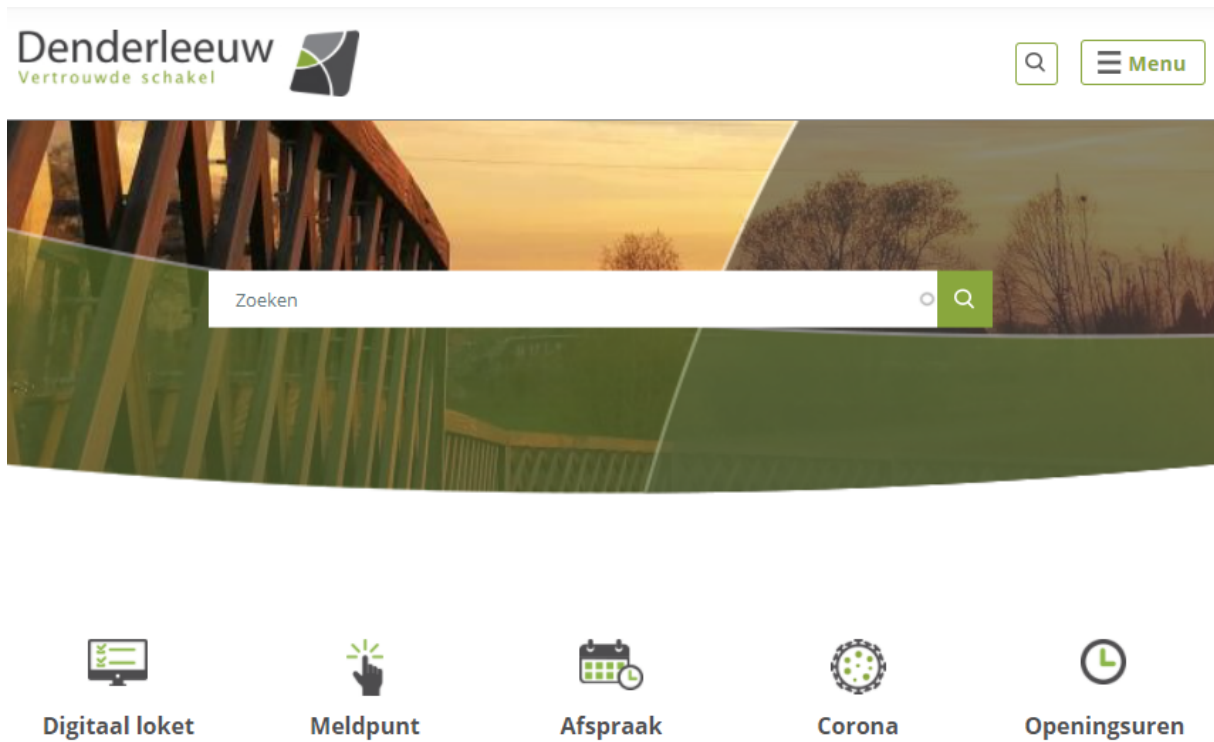 Denderleeuw
Vertrouwde schakel
Menu
Zoeken
Digitaal loket
Meldpunt
Afspraak
Corona
Openingsuren